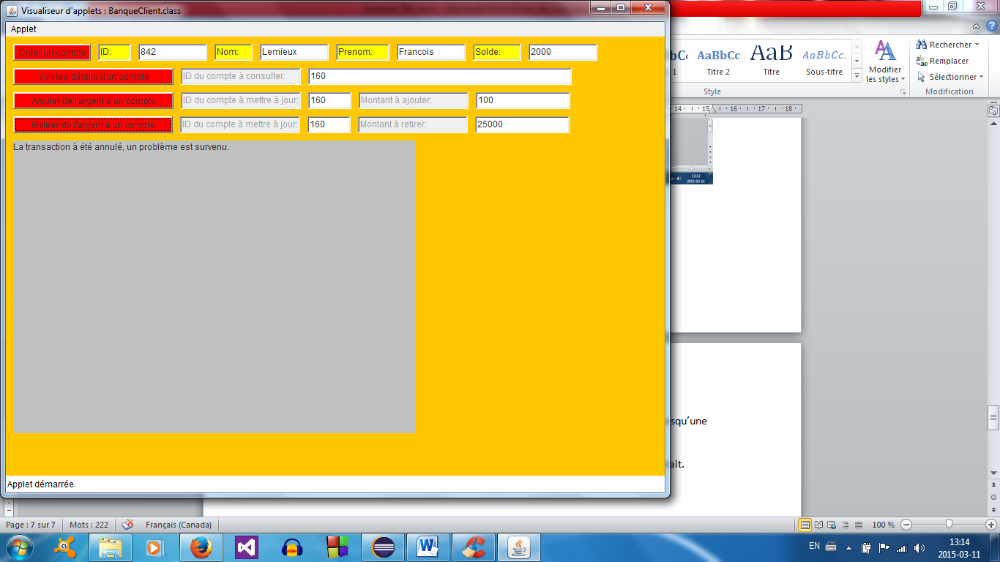 Visualiseur d'applets : BanqueClient.class
Applet
Créer un compte ID: 842 Nom: Lemieux Prenom: Francois Solde: 2000
Voir les détails d'un compte ID du compte à consulter: 160
Ajouter de l'argent à un compte ID du compte à mettre à jour: 160 Montant à ajouter: 100
Retirer de l'argent à un compte ID du compte à mettre à jour: 160 Montant à retirer: 25000
La transaction à été annulé, un problème est survenu.
Applet démarrée.
AaBbCc AaB AaBbCc.
1 Titre 2 Titre Sous-titre
Style
Modifier
les styles
Rechercher
Remplacer
Sélectionner
Modification
14 15 16 17 18
13:12
2015-03-11
squ'une
ait.
Page : 7 sur 7 Mots : 222 Français (Canada) 100 %
EN 13:14
2015-03-11